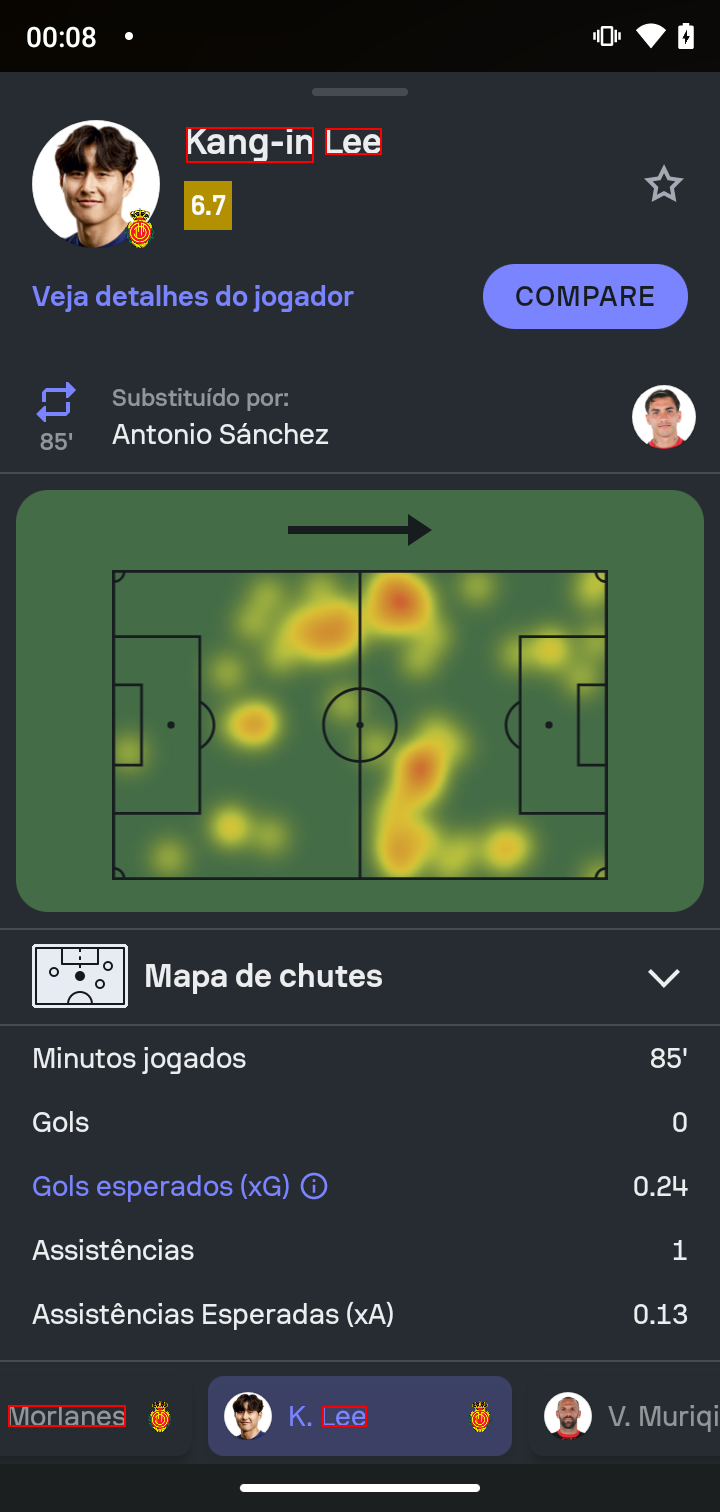 00:08
Kang-in Lee
6.7
Veja detalhes do jogador
COMPARE
Substituído por:
85'
Antonio Sánchez
Mapa de chutes
Minutos jogados 85'
Gols 0
Gols esperados (xG) 0.24
Assistências 1
Assistências Esperadas (xA) 0.13
Morlanes K. Lee V. Muriqi